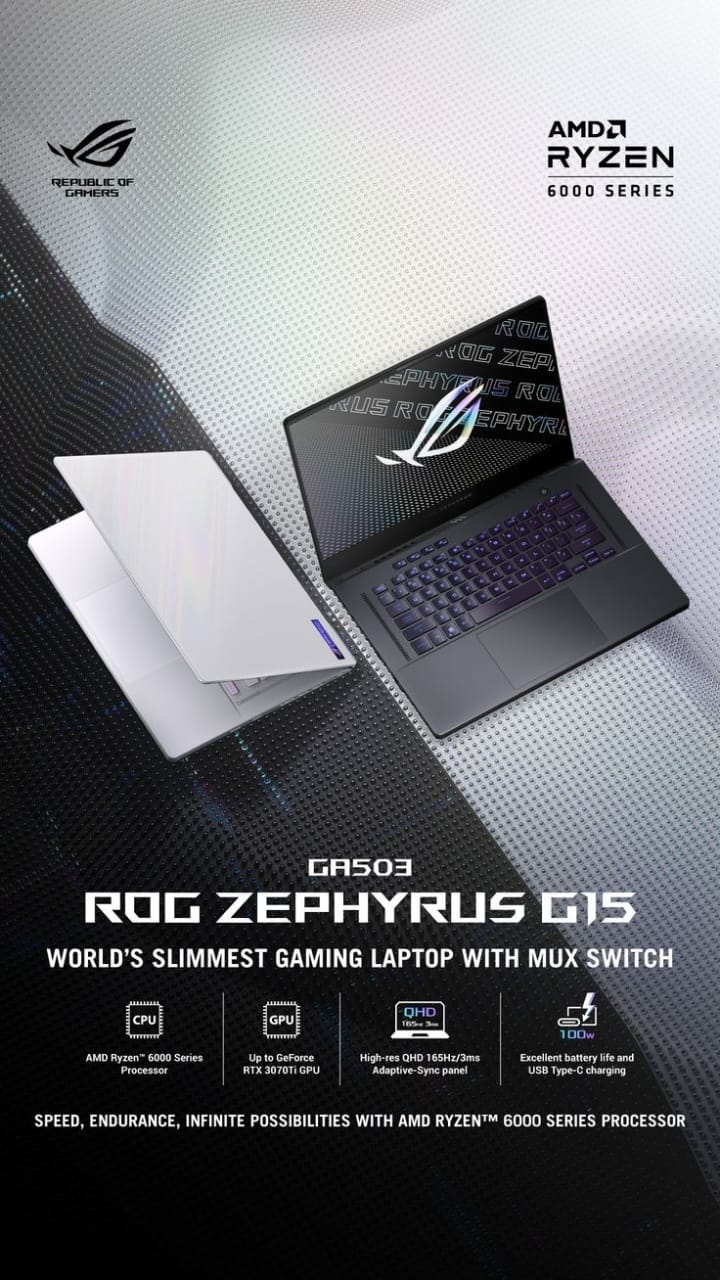 REPUBLIC OF
GAMERS
AMD
RYZEN
6000 SERIES
ROG
ROG ZEPHYRUS
ZEPHYRUS ROG
RUS ROG ZEPHYRUS
GA503
ROG ZEPHYRUS G15
WORLD'S SLIMMEST GAMING LAPTOP WITH MUX SWITCH
CPU
AMD Ryzen™ 6000 Series
Processor
GPU
Up to GeForce
RTX 3070Ti GPU
QHD
165Hz 3ms
High-res QHD 165Hz/3ms
Adaptive-Sync panel
100w
Excellent battery life and
USB Type-C charging
SPEED, ENDURANCE, INFINITE POSSIBILITIES WITH AMD RYZEN™ 6000 SERIES PROCESSOR